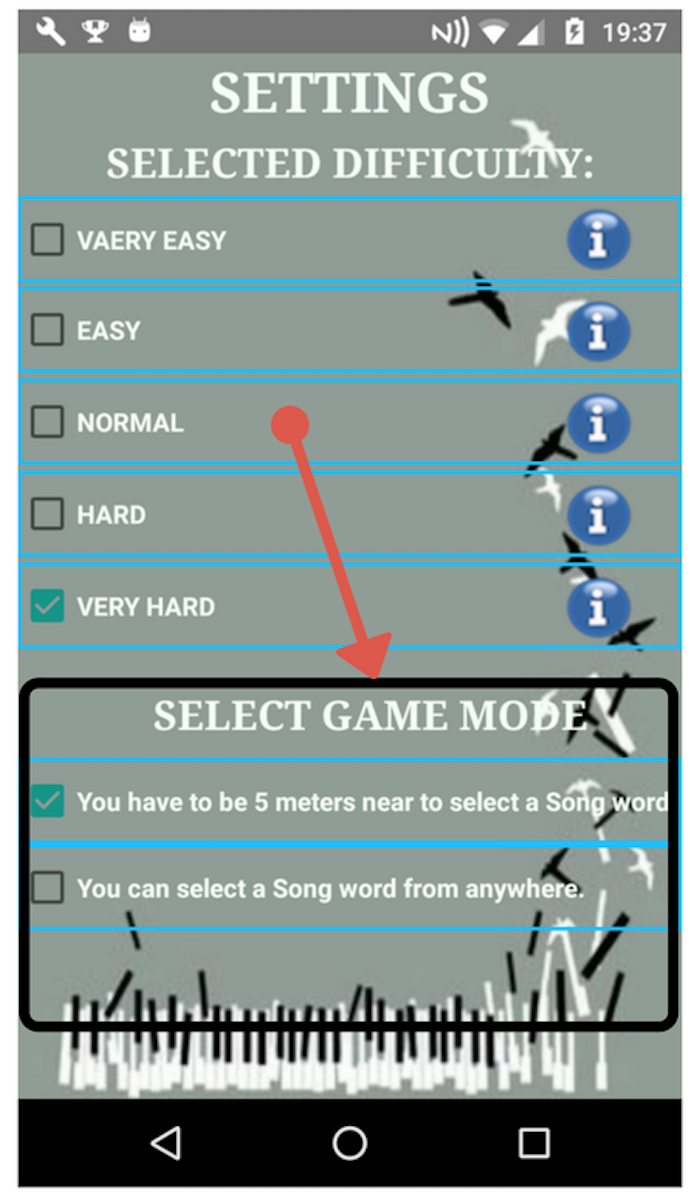 19:37
SETTINGS
SELECTED DIFFICULTY:
VAERY EASY
EASY
NORMAL
HARD
VERY HARD
SELECT GAME MODE
You have to be 5 meters near to select a Song word
You can select a Song word from anywhere.